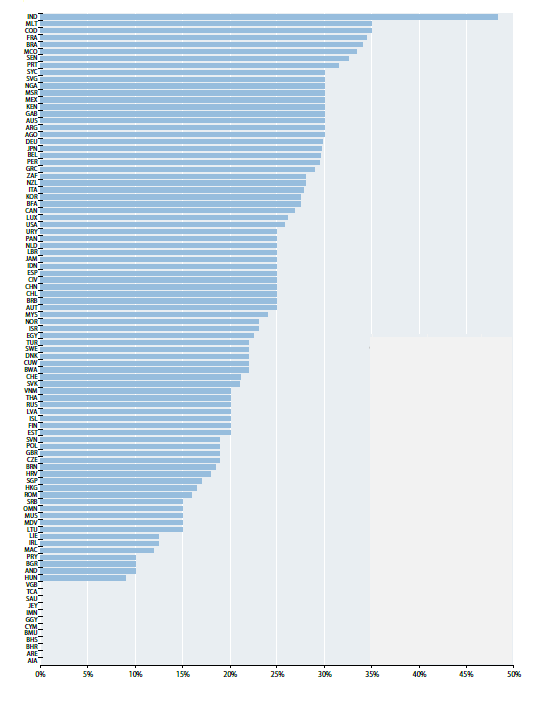 IND
MLT
COD
FRA
BRA
MCO
SEN
PRT
SYC
SVG
NGA
MSR
MEX
KEN
GAB
AUS
ARG
AGO
DEU
JPN
BEL
PER
GRC
ZAF
NZL
ITA
KOR
BFA
CAN
LUX
USA
URY
PAN
NLD
LBR
JAM
IDN
ESP
CIV
CHN
CHL
BRB
AUT
MYS
NOR
ISR
EGY
TUR
SWE
DNK
CUW
BWA
CHE
SVK
VNM
THA
RUS
LVA
ISL
FIN
EST
SVN
POL
GBR
CZE
BRN
HRV
SGP
HKG
ROM
SRB
OMN
MUS
MDV
LTU
LIE
IRL
MAC
PRY
BGR
AND
HUN
VGB
TCA
SAU
JEY
IMN
GGY
CYM
BMU
BHS
BHR
ARE
AIA
0% 5% 10% 15% 20% 25% 30% 35% 40% 45% 50%